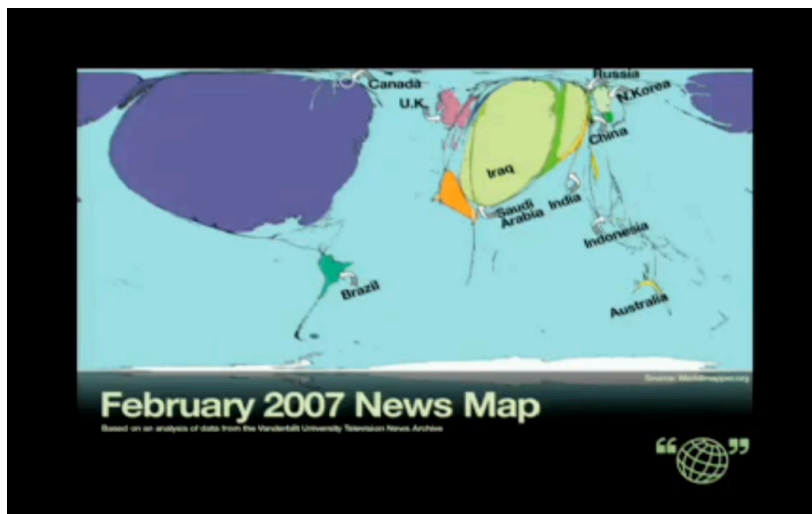 Russia
Canada
N.Korea
U.K.
China
Iraq
Saudi
Arabia
India
Indonesia
Brazil
Australia
Source: Worldmapper.org
February 2007 News Map
Based on an analysis of data from the Vanderbilt University Television News Archive
“ ”